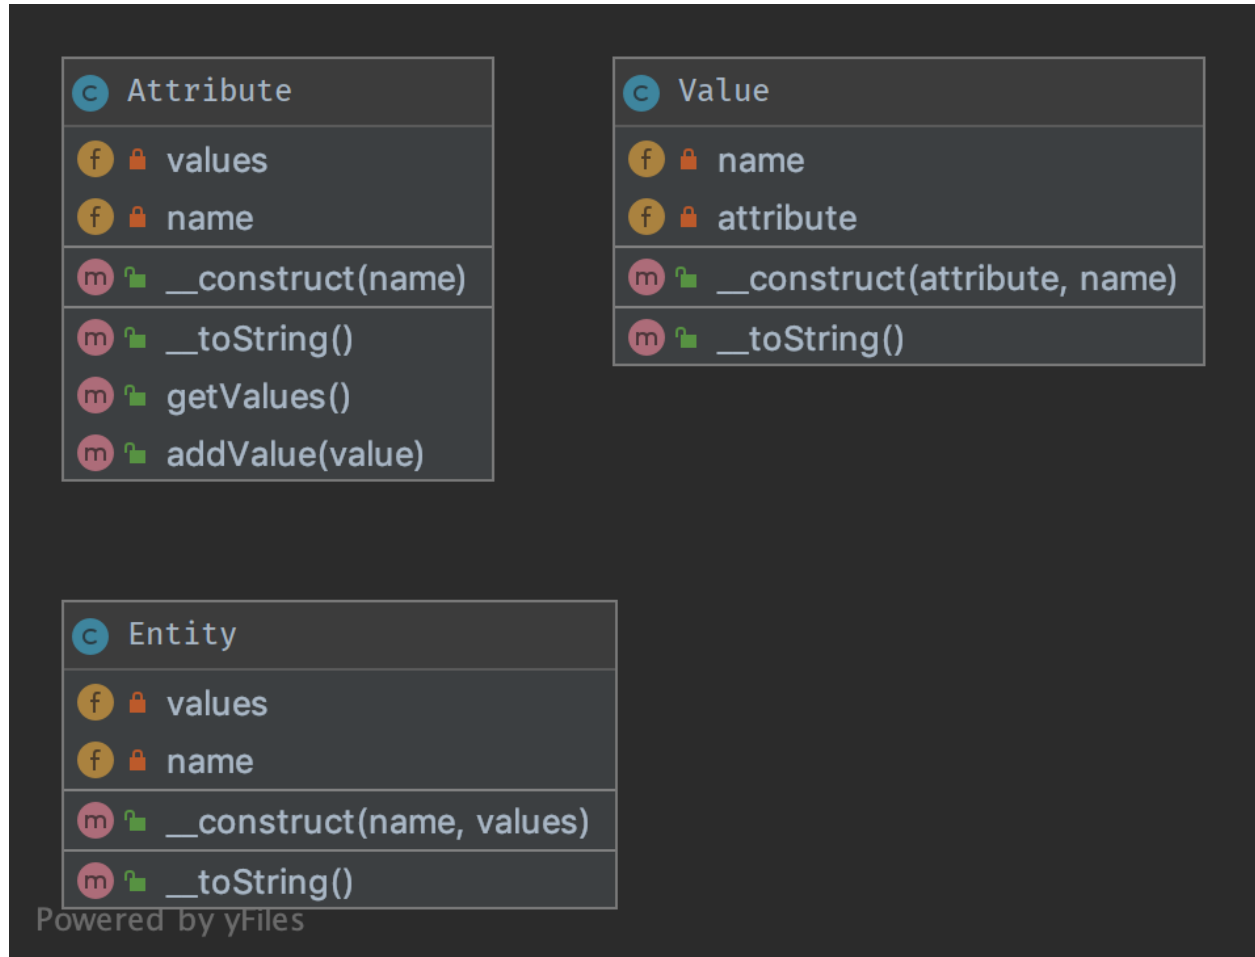 C Attribute
f values
f name
m __construct(name)
m __toString()
m getValues()
m addValue(value)
C Value
f name
f attribute
m __construct(attribute, name)
m __toString()
C Entity
f values
f name
m __construct(name, values)
m __toString()
Powered by yFiles